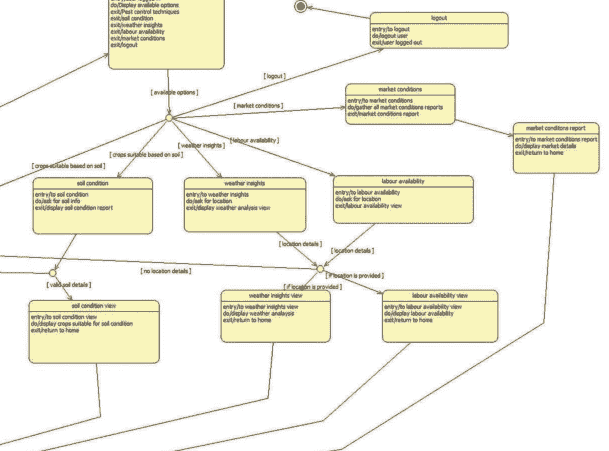 do/Display available options
exit/Pest control techniques
exit/soil condition
exit/weather insights
exit/labour availability
exit/market conditions
exit/logout
logout
entry/to logout
do/logout user
exit/user logged out
[logout ]
[ available options ]
[ market conditions ]
market conditions
entry/to market conditions
do/gather all market conditions reports
exit/market conditions report
market conditions report
entry/to market conditions report
do/display market details
exit/return to home
[ crops suitable based on soil ]
[ crops suitable based on soil ]
[ weather insights ]
[labour availability ]
soil condition
entry/to soil condition
do/ask for soil info
exit/display soil condition report
weather insights
entry/to weather insights
do/ask for location
exit/display weather analysis view
labour availability
entry/to labour availability
do/ask for location
exit/labour availability view
[ location details ]
[ location details ]
[ no location details ]
[ valid soil details ]
[ if location is provided ]
[ if location is provided ]
soil condition view
entry/to soil condition view
do/display crops suitable for soil condition
exit/return to home
weather insights view
entry/to weather insights view
do/display weather analaysis
exit/return to home
labour availability view
entry/to labour availability view
do/display labour availability
exit/return to home